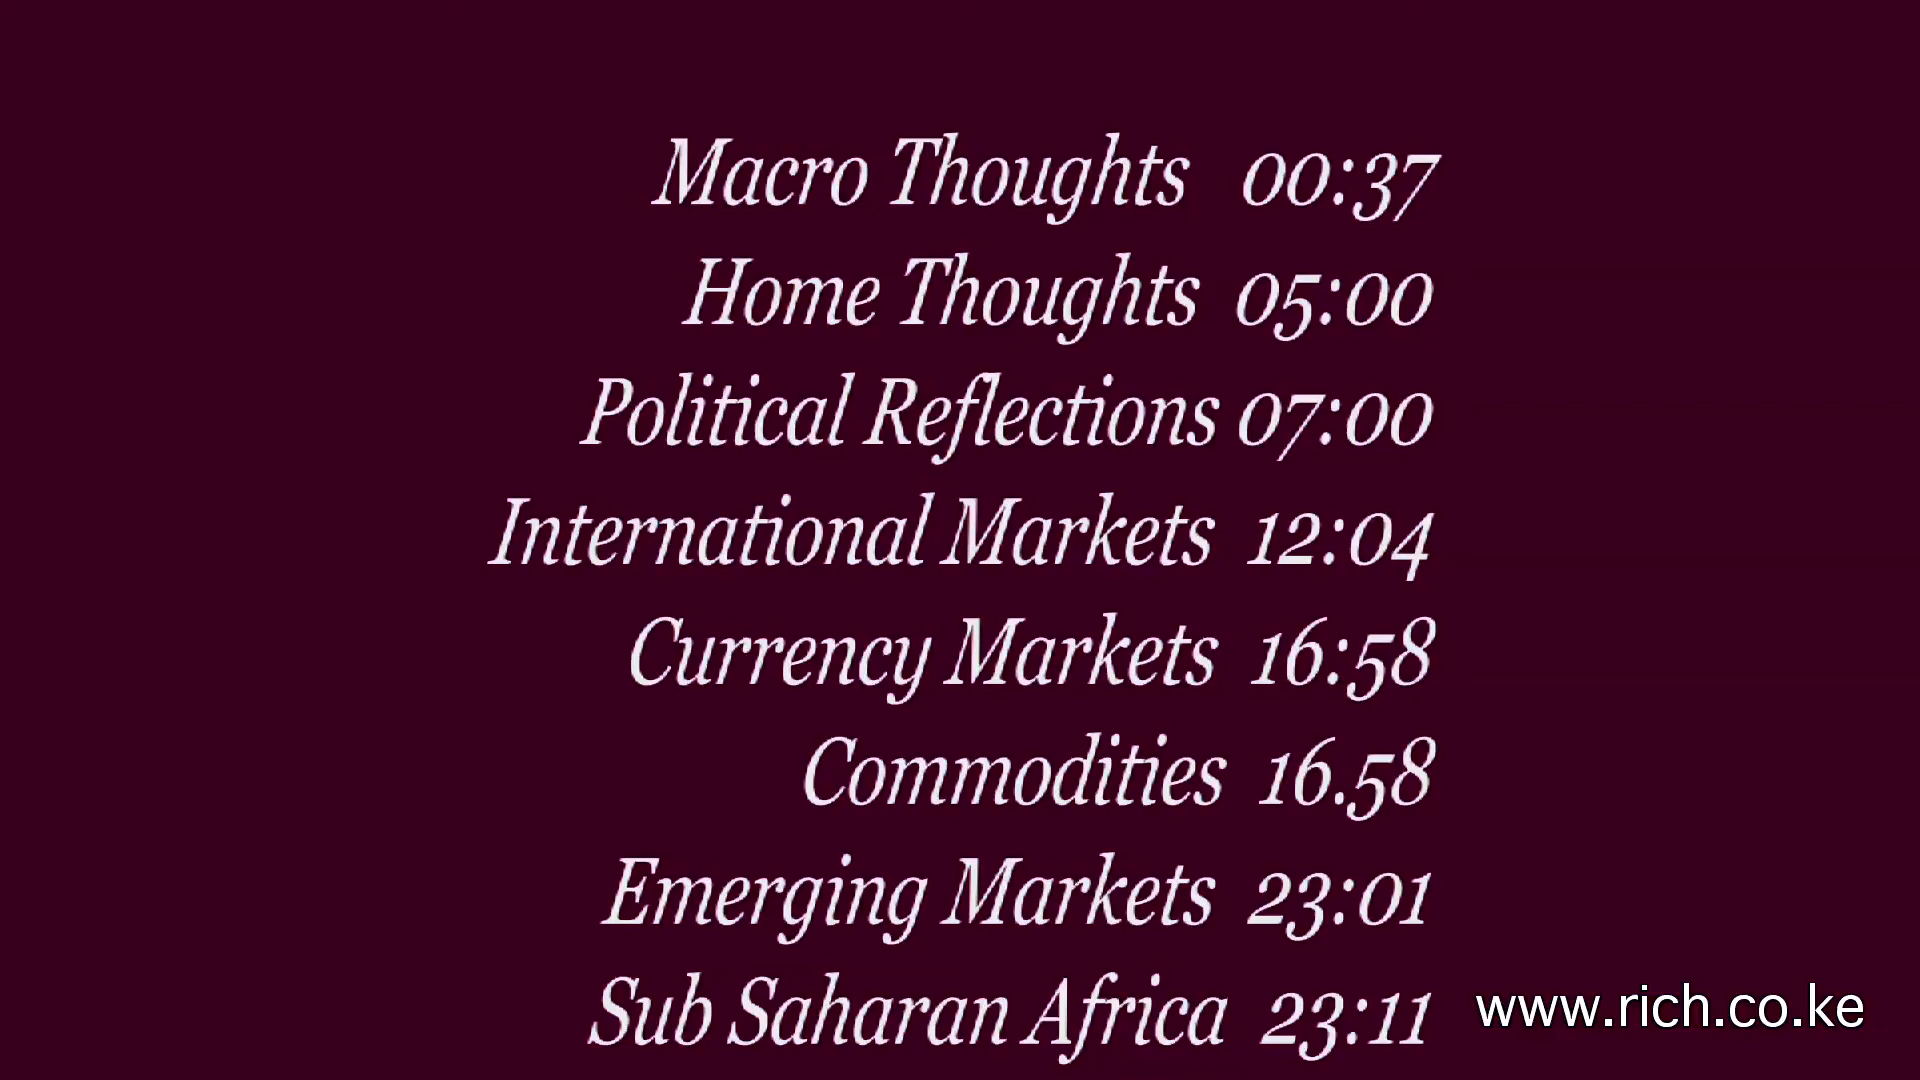 Macro Thoughts 00:37
Home Thoughts 05:00
Political Reflections 07:00
International Markets 12:04
Currency Markets 16:58
Commodities 16.58
Emerging Markets 23:01
Sub Saharan Africa 23:11
www.rich.co.ke